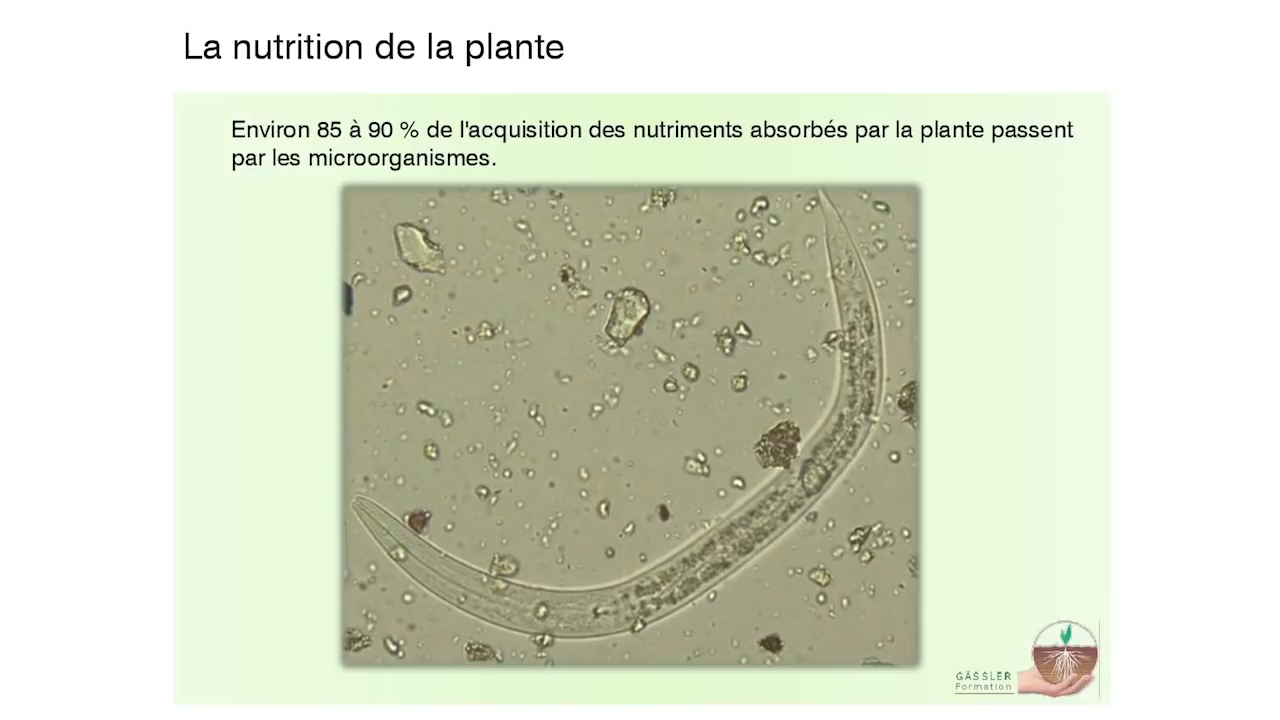 La nutrition de la plante
Environ 85 à 90 % de l'acquisition des nutriments absorbés par la plante passent
par les microorganismes.
GÄSSLER
Formation